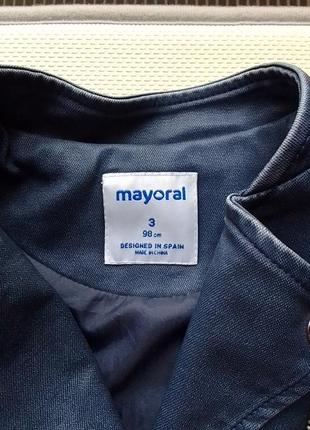 mayoral
3
98 cm
DESIGNED IN SPAIN
MADE IN CHINA